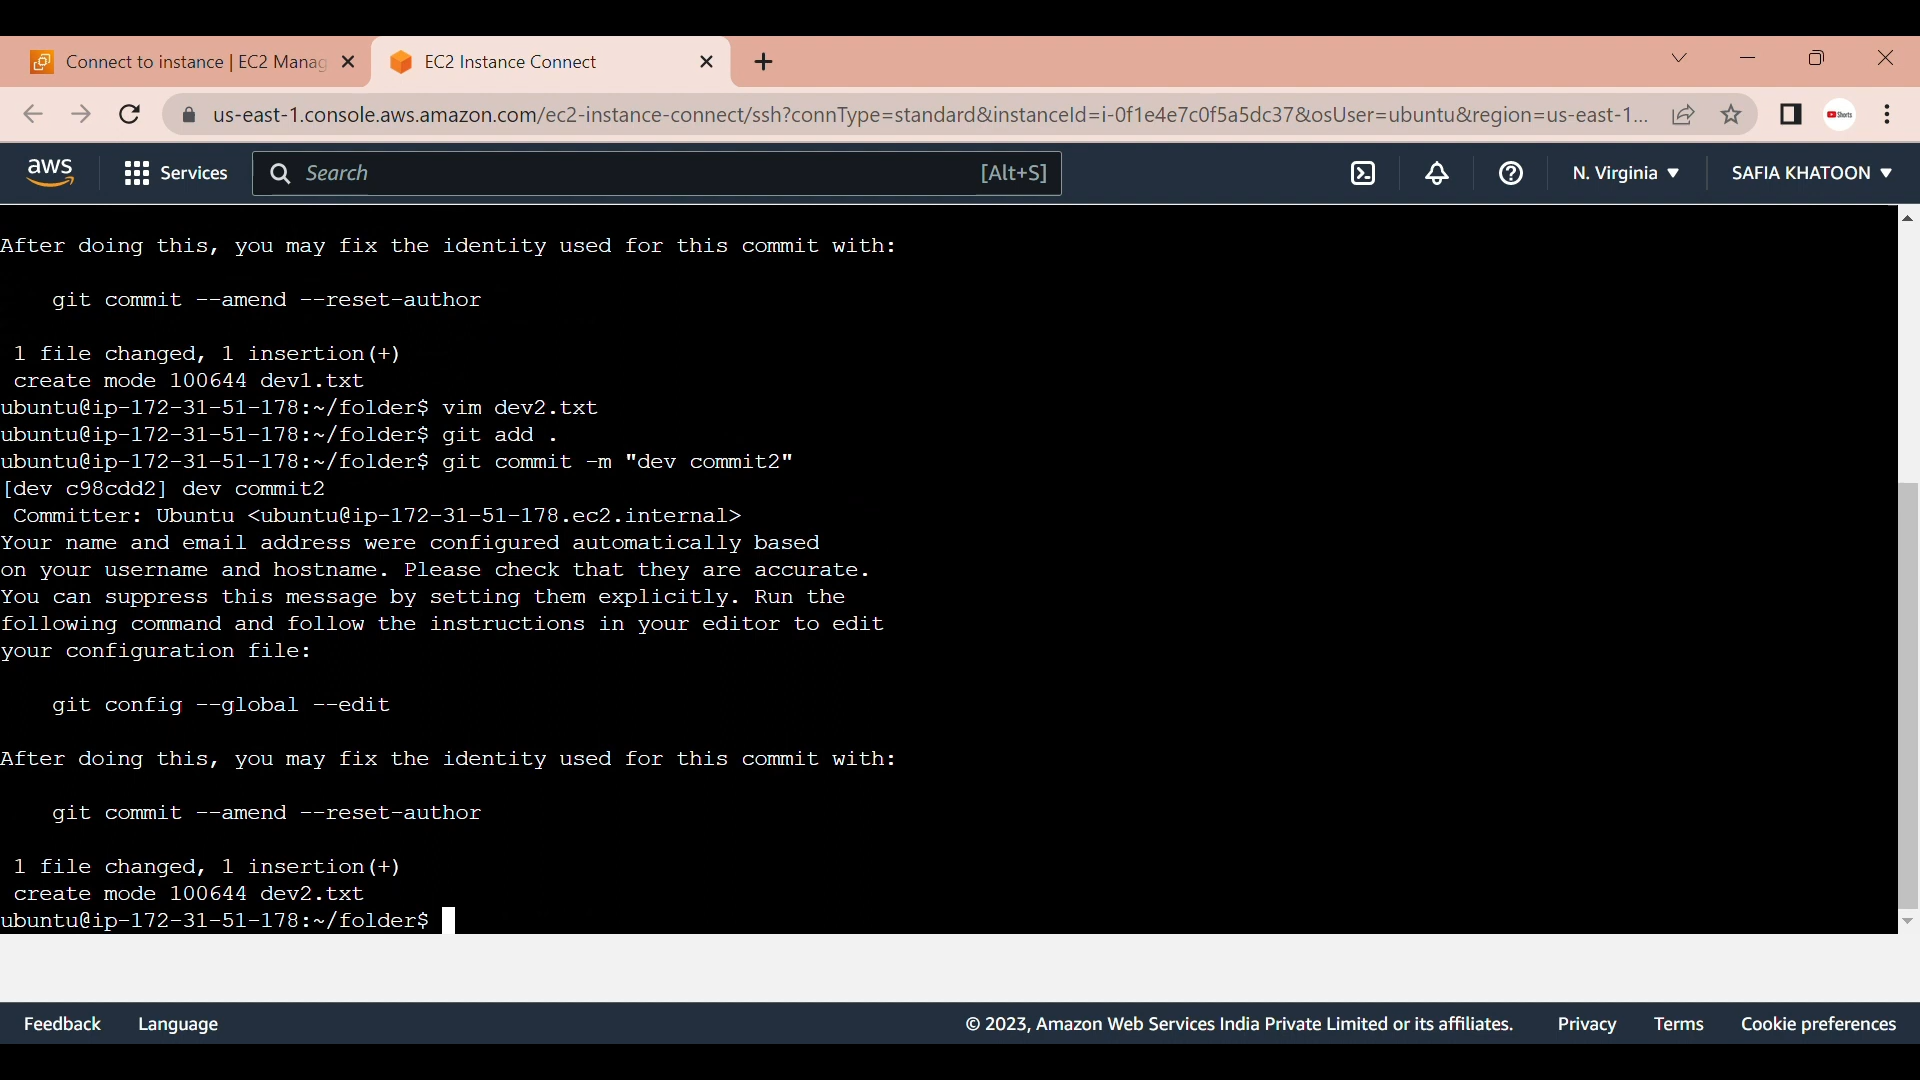 Connect to instance | EC2 Manag
EC2 Instance Connect
us-east-1.console.aws.amazon.com/ec2-instance-connect/ssh?connType=standard&instanceId=i-0f1e4e7c0f5a5dc37&osUser=ubuntu&region=us-east-1...
Shorts
aws
Services
Search
[Alt+S]
N. Virginia
SAFIA KHATOON
After doing this, you may fix the identity used for this commit with:
git commit --amend --reset-author
1 file changed, 1 insertion(+)
create mode 100644 dev1.txt
ubuntu@ip-172-31-51-178:~/folder$ vim dev2.txt
ubuntu@ip-172-31-51-178:~/folder$ git add .
ubuntu@ip-172-31-51-178:~/folder$ git commit -m "dev commit2"
[dev c98cdd2] dev commit2
Committer: Ubuntu <ubuntu@ip-172-31-51-178.ec2.internal>
Your name and email address were configured automatically based
on your username and hostname. Please check that they are accurate.
You can suppress this message by setting them explicitly. Run the
following command and follow the instructions in your editor to edit
your configuration file:
git config --global --edit
After doing this, you may fix the identity used for this commit with:
git commit --amend --reset-author
1 file changed, 1 insertion(+)
create mode 100644 dev2.txt
ubuntu@ip-172-31-51-178:~/folder$
Feedback
Language
© 2023, Amazon Web Services India Private Limited or its affiliates.
Privacy
Terms
Cookie preferences